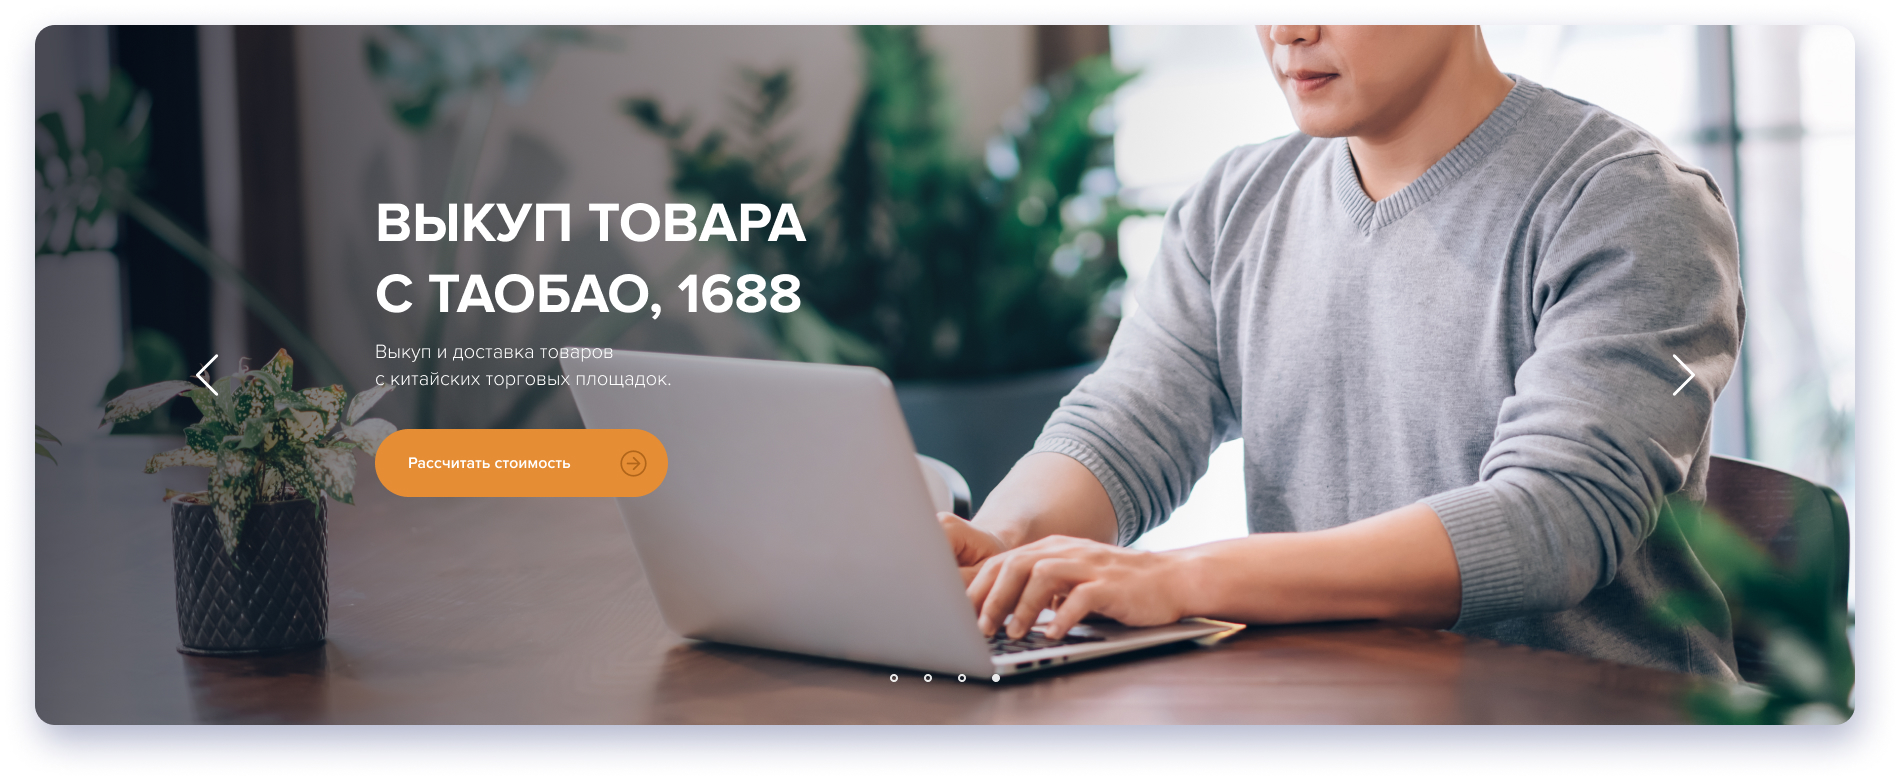 ВЫКУП ТОВАРА
С ТАОБАО, 1688
Выкуп и доставка товаров
с китайских торговых площадок.
Рассчитать стоимость